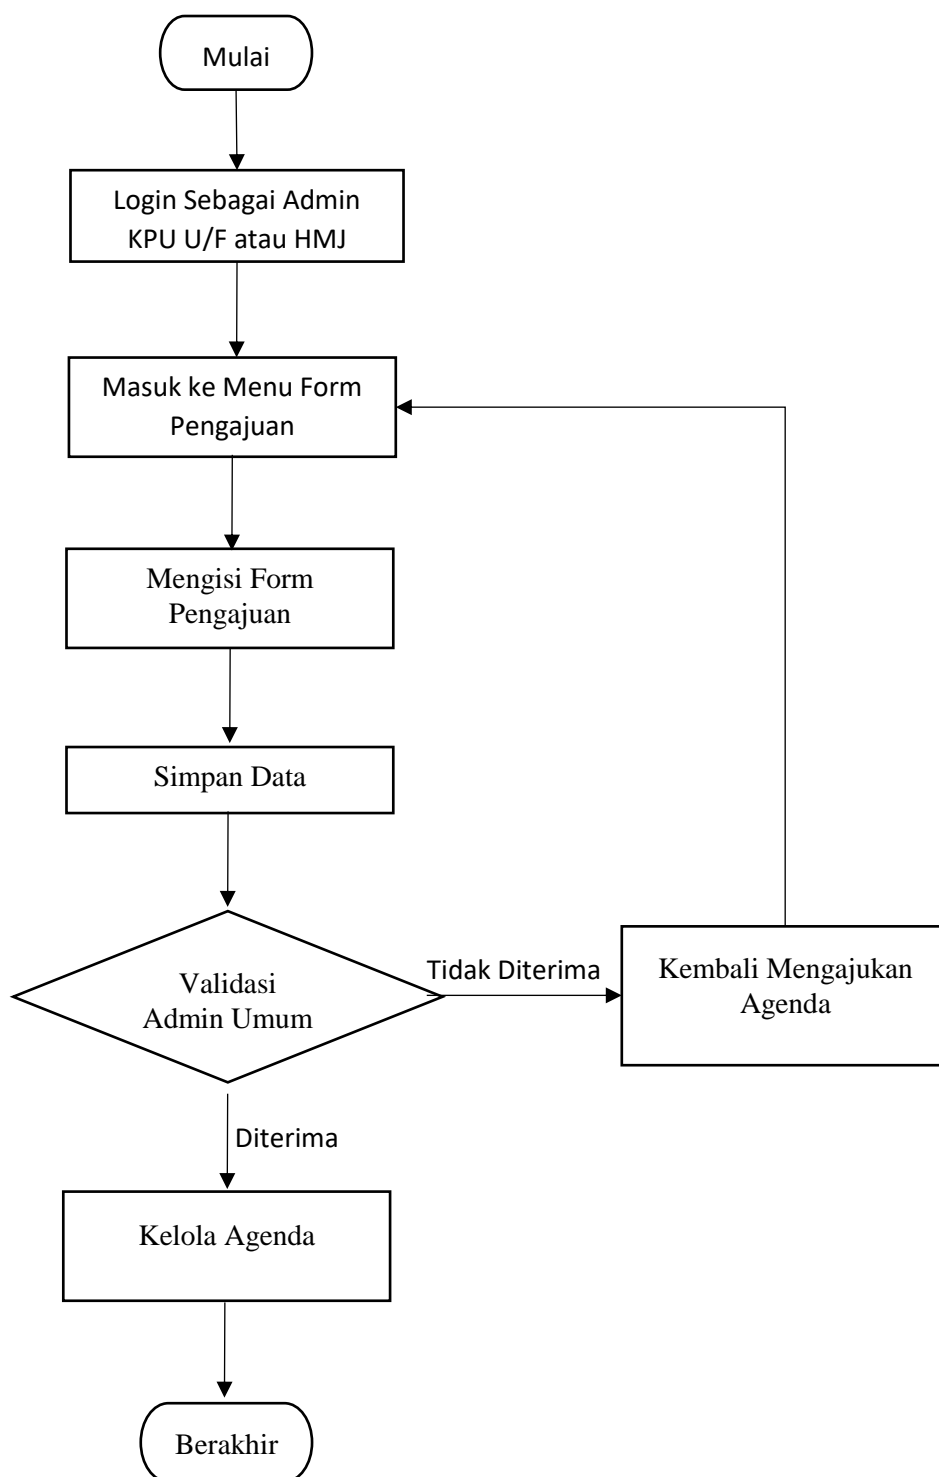 Mulai
Login Sebagai Admin
KPU U/F atau HMJ
Masuk ke Menu Form
Pengajuan
Mengisi Form
Pengajuan
Simpan Data
Validasi
Admin Umum
Tidak Diterima
Kembali Mengajukan
Agenda
Diterima
Kelola Agenda
Berakhir